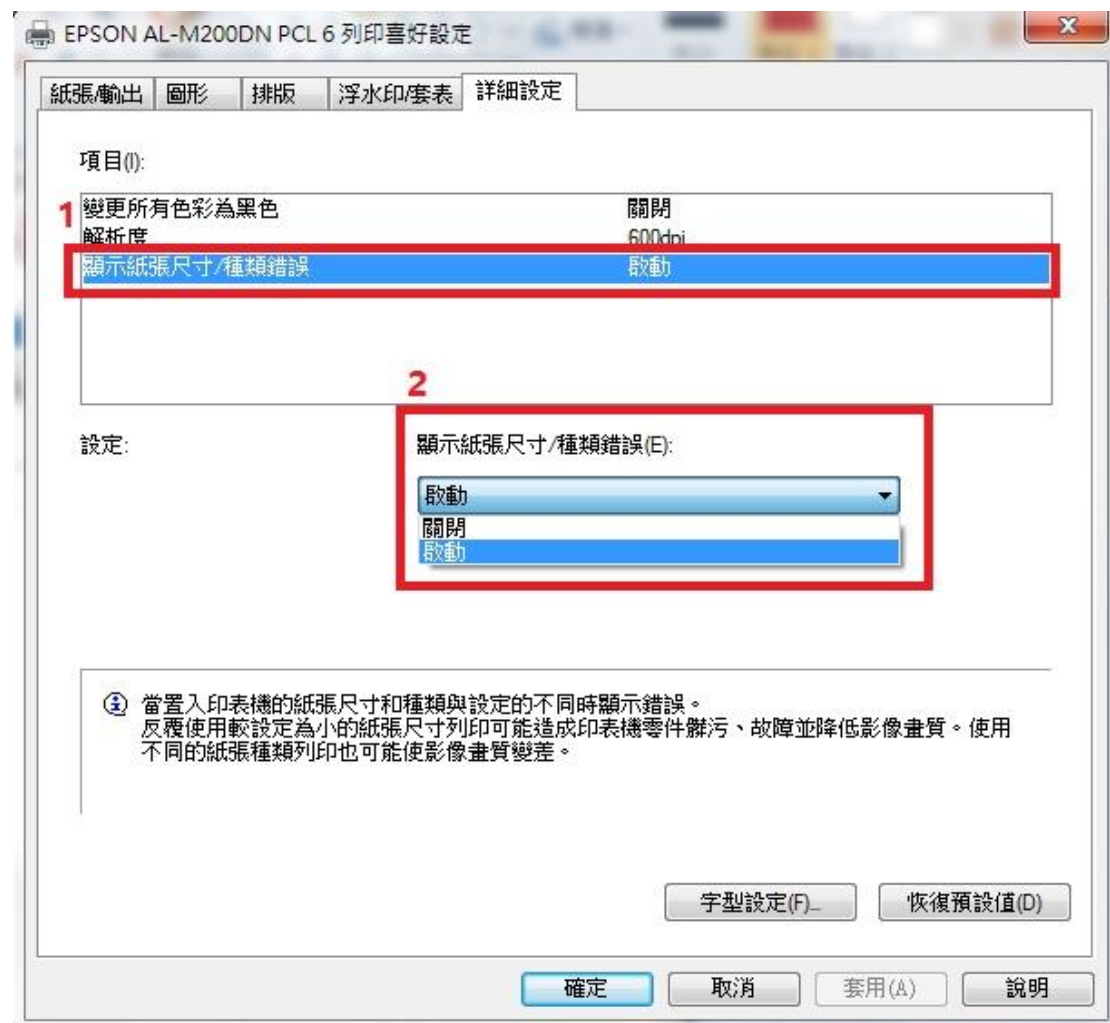 EPSON AL-M200DN PCL 6 列印喜好設定
紙張/輸出 圖形 排版 浮水印/套表 詳細設定
項目(I):
1
變更所有色彩為黑色 關閉
解析度 600dpi
顯示紙張尺寸/種類錯誤 啟動
2
設定: 顯示紙張尺寸/種類錯誤(E):
啟動
關閉
啟動
當置入印表機的紙張尺寸和種類與設定的不同時顯示錯誤。
反覆使用較設定為小的紙張尺寸列印可能造成印表機零件髒污、故障並降低影像畫質。使用
不同的紙張種類列印也可能使影像畫質變差。
字型設定(F)... 恢復預設值(D)
確定 取消 套用(A) 說明